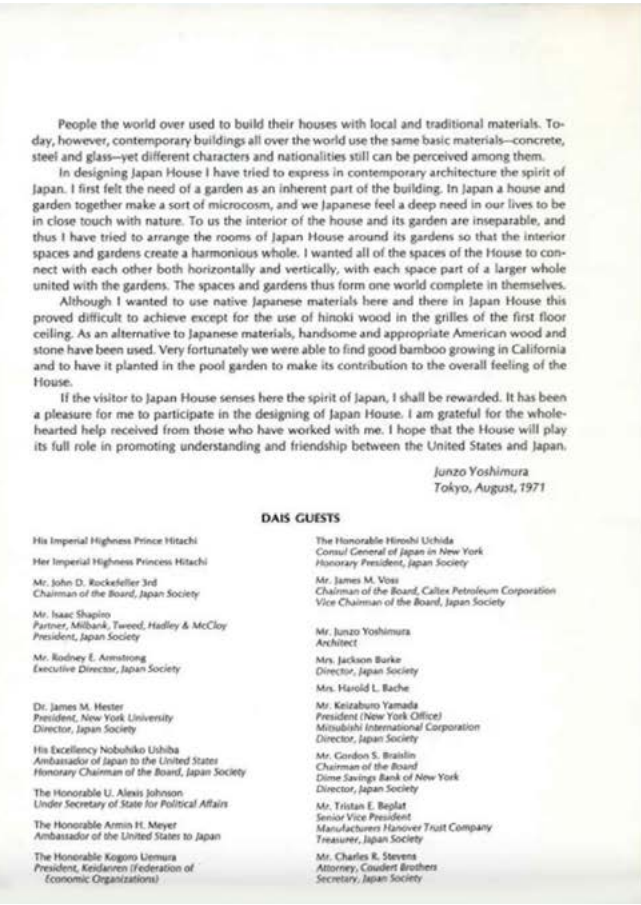 People the world over used to build their houses with local and traditional materials. To-
day, however, contemporary buildings all over the world use the same basic materials—concrete,
steel and glass—yet different characters and nationalities still can be perceived among them.
In designing Japan House I have tried to express in contemporary architecture the spirit of
Japan. I first felt the need of a garden as an inherent part of the building. In Japan a house and
garden together make a sort of microcosm, and we Japanese feel a deep need in our lives to be
in close touch with nature. To us the interior of the house and its garden are inseparable, and
thus I have tried to arrange the rooms of Japan House around its gardens so that the interior
spaces and gardens create a harmonious whole. I wanted all of the spaces of the House to con-
nect with each other both horizontally and vertically, with each space part of a larger whole
united with the gardens. The spaces and gardens thus form one world complete in themselves.
Although I wanted to use native Japanese materials here and there in Japan House this
proved difficult to achieve except for the use of hinoki wood in the grilles of the first floor
ceiling. As an alternative to Japanese materials, handsome and appropriate American wood and
stone have been used. Very fortunately we were able to find good bamboo growing in California
and to have it planted in the pool garden to make its contribution to the overall feeling of the
House.
If the visitor to Japan House senses here the spirit of Japan, I shall be rewarded. It has been
a pleasure for me to participate in the designing of Japan House. I am grateful for the whole-
hearted help received from those who have worked with me. I hope that the House will play
its full role in promoting understanding and friendship between the United States and Japan.
Junzo Yoshimura
Tokyo, August, 1971
DAIS GUESTS
His Imperial Highness Prince Hitachi
Her Imperial Highness Princess Hitachi
Mr. John D. Rockefeller 3rd
Chairman of the Board, Japan Society
Mr. Isaac Shapiro
Partner, Milbank, Tweed, Hadley & McCloy
President, Japan Society
Mr. Rodney E. Armstrong
Executive Director, Japan Society
Dr. James M. Hester
President, New York University
Director, Japan Society
His Excellency Nobuhiko Ushiba
Ambassador of Japan to the United States
Honorary Chairman of the Board, Japan Society
The Honorable U. Alexis Johnson
Under Secretary of State for Political Affairs
The Honorable Armin H. Meyer
Ambassador of the United States to Japan
The Honorable Kogoro Uemura
President, Keidanren (Federation of
Economic Organizations)
The Honorable Hiroshi Uchida
Consul General of Japan in New York
Honorary President, Japan Society
Mr. James M. Voss
Chairman of the Board, Caltex Petroleum Corporation
Vice Chairman of the Board, Japan Society
Mr. Junzo Yoshimura
Architect
Mrs. Jackson Burke
Director, Japan Society
Mrs. Harold L. Bache
Mr. Keizaburo Yamada
President (New York Office)
Mitsubishi International Corporation
Director, Japan Society
Mr. Gordon S. Braislin
Chairman of the Board
Dime Savings Bank of New York
Director, Japan Society
Mr. Tristan E. Beplat
Senior Vice President
Manufacturers Hanover Trust Company
Treasurer, Japan Society
Mr. Charles R. Stevens
Attorney, Coudert Brothers
Secretary, Japan Society